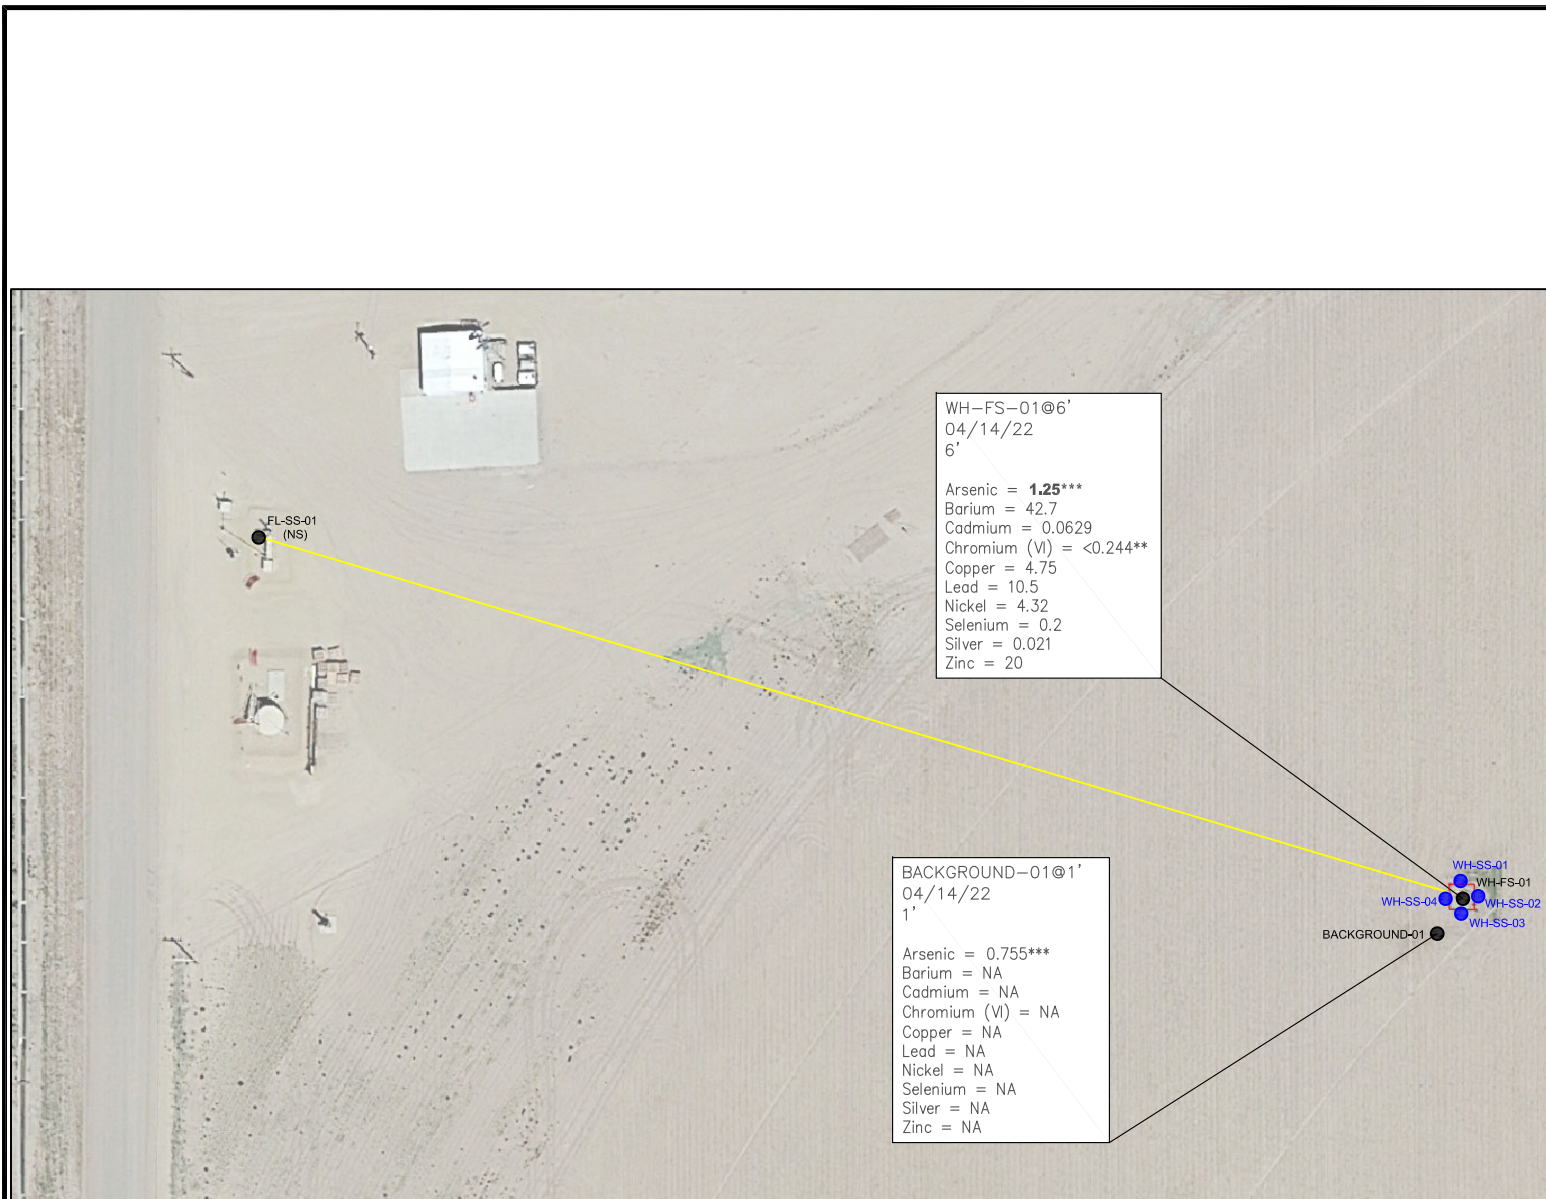 WH-FS-01@6'
04/14/22
6'
Arsenic = 1.25***
Barium = 42.7
Cadmium = 0.0629
Chromium (VI) = <0.244**
Copper = 4.75
Lead = 10.5
Nickel = 4.32
Selenium = 0.2
Silver = 0.021
Zinc = 20
FL-SS-01
(NS)
BACKGROUND-01@1'
04/14/22
1'
Arsenic = 0.755***
Barium = NA
Cadmium = NA
Chromium (VI) = NA
Copper = NA
Lead = NA
Nickel = NA
Selenium = NA
Silver = NA
Zinc = NA
WH-SS-01
WH-FS-01
WH-SS-04
WH-SS-02
WH-SS-03
BACKGROUND-01